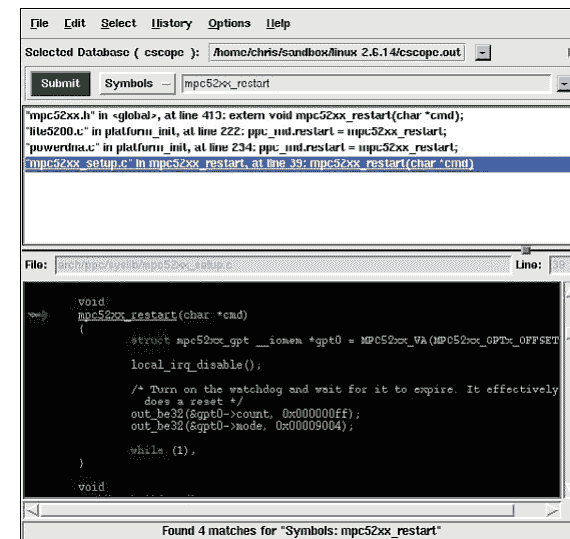 File Edit Select History Options Help
Selected Database ( cscope ): /home/chris/sandbox/linux 2.6.14/cscope.out
Submit Symbols mpc52xx_restart
"mpc52xx.h" in <global>, at line 413: extern void mpc52xx_restart(char *cmd);
"lite5200.c" in platform_init, at line 222: ppc_md.restart = mpc52xx_restart;
"powerdna.c" in platform_init, at line 234: ppc_md.restart = mpc52xx_restart;
"mpc52xx_setup.c" in mpc52xx_restart, at line 39: mpc52xx_restart(char *cmd)
File: arch/ppc/syslib/mpc52xx_setup.c Line: 39
void
mpc52xx_restart(char *cmd)
{
struct mpc52xx_gpt __iomem *gpt0 = MPC52xx_VA(MPC52xx_GPTx_OFFSET
local_irq_disable();
/* Turn on the watchdog and wait for it to expire. It effectively
does a reset */
out_be32(&gpt0->count, 0x000000ff);
out_be32(&gpt0->mode, 0x00009004);
while (1);
}
void
Found 4 matches for "Symbols: mpc52xx_restart"